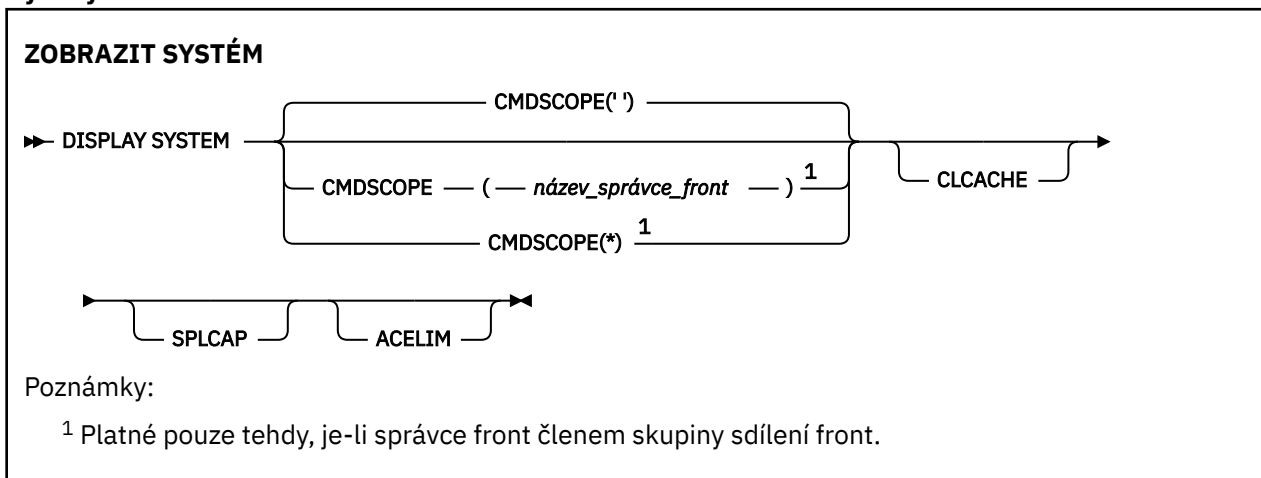 ZOBRAZIT SYSTÉM
CMDSCOPE(' ')
DISPLAY SYSTEM
CMDSCOPE ( název_správce_front ) 1
CLCACHE
CMDSCOPE(*) 1
SPLCAP ACELIM
Poznámky:
1 Platné pouze tehdy, je-li správce front členem skupiny sdílení front.